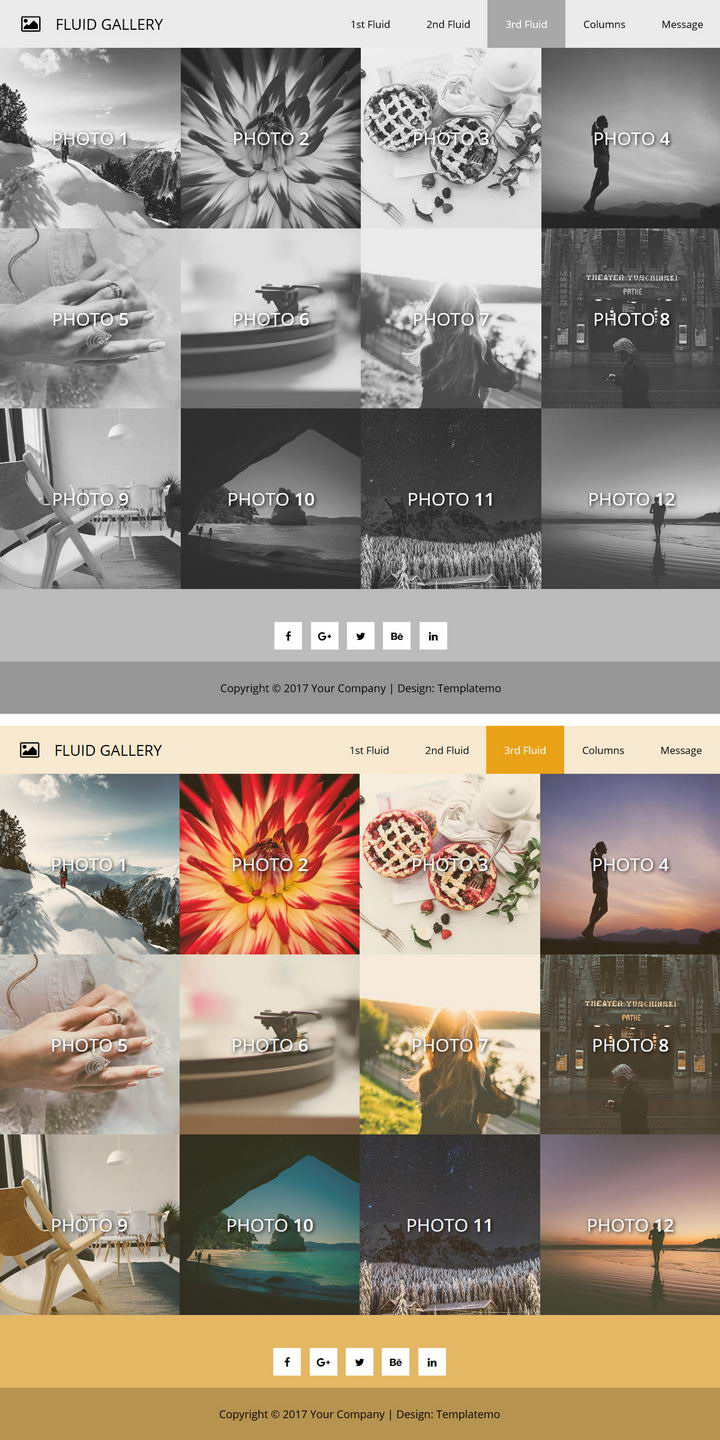 FLUID GALLERY 1st Fluid 2nd Fluid 3rd Fluid Columns Message
PHOTO 1 PHOTO 2 PHOTO 3 PHOTO 4
THEATER TUSCHINSKI
PATHE
PHOTO 5 PHOTO 6 PHOTO 7 PHOTO 8
PHOTO 9 PHOTO 10 PHOTO 11 PHOTO 12
f G+ Bē in
Copyright © 2017 Your Company | Design: Templatemo
FLUID GALLERY 1st Fluid 2nd Fluid 3rd Fluid Columns Message
PHOTO 1 PHOTO 2 PHOTO 3 PHOTO 4
THEATER TUSCHINSKI
PATHE
PHOTO 5 PHOTO 6 PHOTO 7 PHOTO 8
PHOTO 9 PHOTO 10 PHOTO 11 PHOTO 12
f G+ Bē in
Copyright © 2017 Your Company | Design: Templatemo